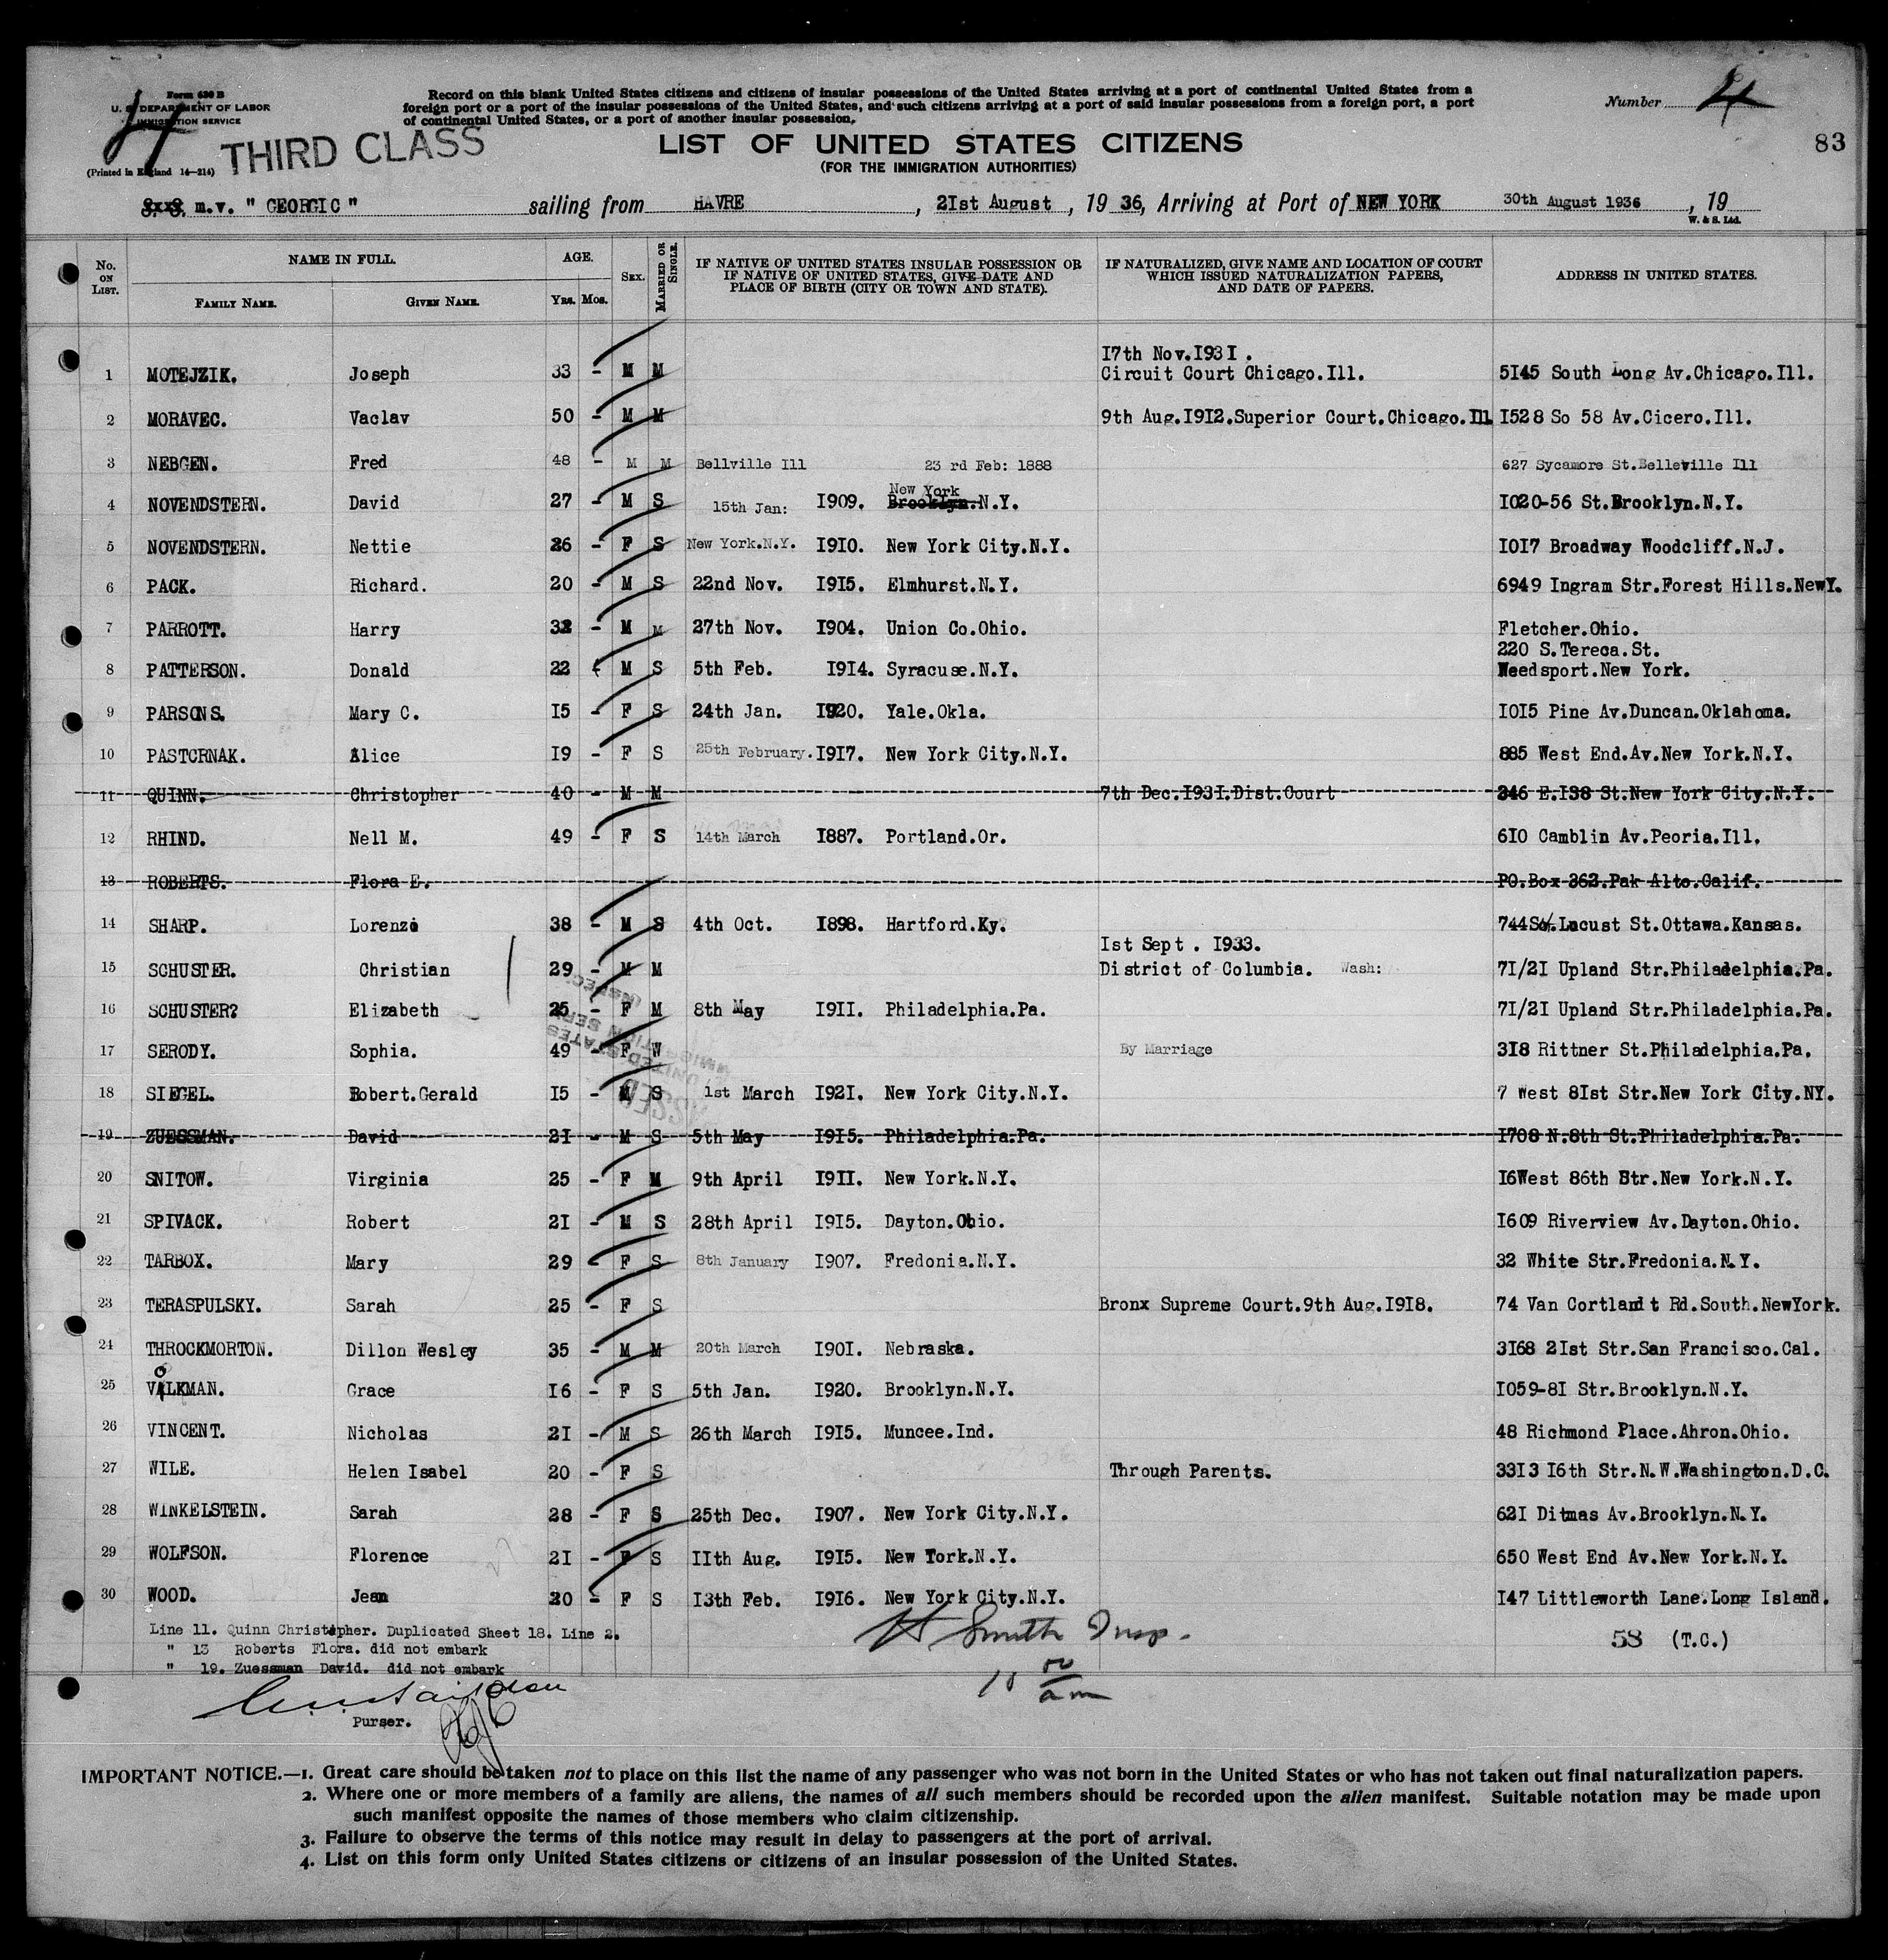 Form 630 B
U. S. DEPARTMENT OF LABOR
IMMIGRATION SERVICE
4
(Printed in England 14—214)
THIRD CLASS
Record on this blank United States citizens and citizens of insular possessions of the United States arriving at a port of continental United States from a
foreign port or a port of the insular possessions of the United States, and such citizens arriving at a port of said insular possessions from a foreign port, a port
of continental United States, or a port of another insular possession.
Number 4
83
LIST OF UNITED STATES CITIZENS
(FOR THE IMMIGRATION AUTHORITIES)
m.v. " GEORGIC " sailing from HAVRE , 21st August , 19 36, Arriving at Port of NEW YORK 30th August 1936 , 19
W. & S. Ltd.
No. ON LIST. NAME IN FULL. AGE. SEX. MARRIED OR SINGLE. IF NATIVE OF UNITED STATES INSULAR POSSESSION OR IF NATIVE OF UNITED STATES, GIVE DATE AND PLACE OF BIRTH (CITY OR TOWN AND STATE). IF NATURALIZED, GIVE NAME AND LOCATION OF COURT WHICH ISSUED NATURALIZATION PAPERS, AND DATE OF PAPERS. ADDRESS IN UNITED STATES.
FAMILY NAME. GIVEN NAME. YRS. MOS.
17th Nov.1931.
1 MOTEJZIK. Joseph 33 - M M Circuit Court Chicago.Ill. 5145 South Long Av.Chicago.Ill.
2 MORAVEC. Vaclav 50 - M M 9th Aug.1912.Superior Court.Chicago.Ill 1528 So 58 Av.Cicero.Ill.
3 NEBGEN. Fred 48 - M M Bellville Ill 23 rd Feb: 1888 627 Sycamore St.Belleville Ill
New York
4 NOVENDSTERN. David 27 - M S 15th Jan: 1909. Brooklyn.N.Y. 1020-56 St.Brooklyn.N.Y.
5 NOVENDSTERN. Nettie 26 - F S New York.N.Y. 1910. New York City.N.Y. 1017 Broadway Woodcliff.N.J.
6 PACK. Richard. 20 - M S 22nd Nov. 1915. Elmhurst.N.Y. 6949 Ingram Str.Forest Hills.NewY.
7 PARROTT. Harry 32 - M M 27th Nov. 1904. Union Co.Ohio. Fletcher.Ohio.
220 S.Tereca.St.
8 PATTERSON. Donald 22 - M S 5th Feb. 1914. Syracuse.N.Y. Weedsport.New York.
9 PARSONS. Mary C. 15 - F S 24th Jan. 1920. Yale.Okla. 1015 Pine Av.Duncan.Oklahoma.
10 PASTCRNAK. Alice 19 - F S 25th February. 1917. New York City.N.Y. 885 West End.Av.New York.N.Y.
11 QUINN. Christopher 40 - M M 7th Dec.1931.Dist.Court 346 E.138 St.New York City.N.Y.
12 RHIND. Nell M. 49 - F S 14th March 1887. Portland.Or. 610 Camblin Av.Peoria.Ill.
13 ROBERTS. Flora E. PO.Box 362.Pak Alto.Calif.
14 SHARP. Lorenzo 38 - M S 4th Oct. 1898. Hartford.Ky. 744 So.Locust St.Ottawa.Kansas.
1st Sept . 1933.
15 SCHUSTER. Christian 29 - M M District of Columbia. Wash: 71/21 Upland Str.Philadelphia.Pa.
16 SCHUSTER? Elizabeth 25 - F M 8th May 1911. Philadelphia.Pa. 71/21 Upland Str.Philadelphia.Pa.
17 SERODY. Sophia. 49 - F W By Marriage 318 Rittner St.Philadelphia.Pa.
18 SIEGEL. Robert.Gerald 15 - M S 1st March 1921. New York City.N.Y. 7 West 81st Str.New York City.NY.
19 ZUESSMAN. David 21 - M S 5th May 1915. Philadelphia.Pa. 1708 N.8th St.Philadelphia.Pa.
20 SNITOW. Virginia 25 - F M 9th April 1911. New York.N.Y. 16West 86th Str.New York.N.Y.
21 SPIVACK. Robert 21 - M S 28th April 1915. Dayton.Ohio. 1609 Riverview Av.Dayton.Ohio.
22 TARBOX. Mary 29 - F S 8th January 1907. Fredonia.N.Y. 32 White Str.Fredonia.N.Y.
23 TERASPULSKY. Sarah 25 - F S Bronx Supreme Court.9th Aug.1918. 74 Van Cortlandt Rd.South.NewYork.
24 THROCKMORTON. Dillon Wesley 35 - M M 20th March 1901. Nebraska. 3168 21st Str.San Francisco.Cal.
25 VOLKMAN. Grace 16 - F S 5th Jan. 1920. Brooklyn.N.Y. 1059-81 Str.Brooklyn.N.Y.
26 VINCENT. Nicholas 21 - M S 26th March 1915. Muncee.Ind. 48 Richmond Place.Ahron.Ohio.
27 WILE. Helen Isabel 20 - F S Through Parents. 3313 16th Str.N.W.Washington.D.C.
28 WINKELSTEIN. Sarah 28 - F S 25th Dec. 1907. New York City.N.Y. 621 Ditmas Av.Brooklyn.N.Y.
29 WOLFSON. Florence 21 - F S 11th Aug. 1915. New Tork.N.Y. 650 West End Av.New York.N.Y.
30 WOOD. Jean 20 - F S 13th Feb. 1916. New York City.N.Y. 147 Littleworth Lane.Long Island.
Line 11. Quinn Christopher. Duplicated Sheet 18. Line 2.
" 13 Roberts Flora. did not embark
" 19. Zuessman David. did not embark
H Smith Insp.
10 00 am
58 (T.C.)
Purser.
IMPORTANT NOTICE.—1. Great care should be taken not to place on this list the name of any passenger who was not born in the United States or who has not taken out final naturalization papers.
2. Where one or more members of a family are aliens, the names of all such members should be recorded upon the alien manifest. Suitable notation may be made upon
such manifest opposite the names of those members who claim citizenship.
3. Failure to observe the terms of this notice may result in delay to passengers at the port of arrival.
4. List on this form only United States citizens or citizens of an insular possession of the United States.